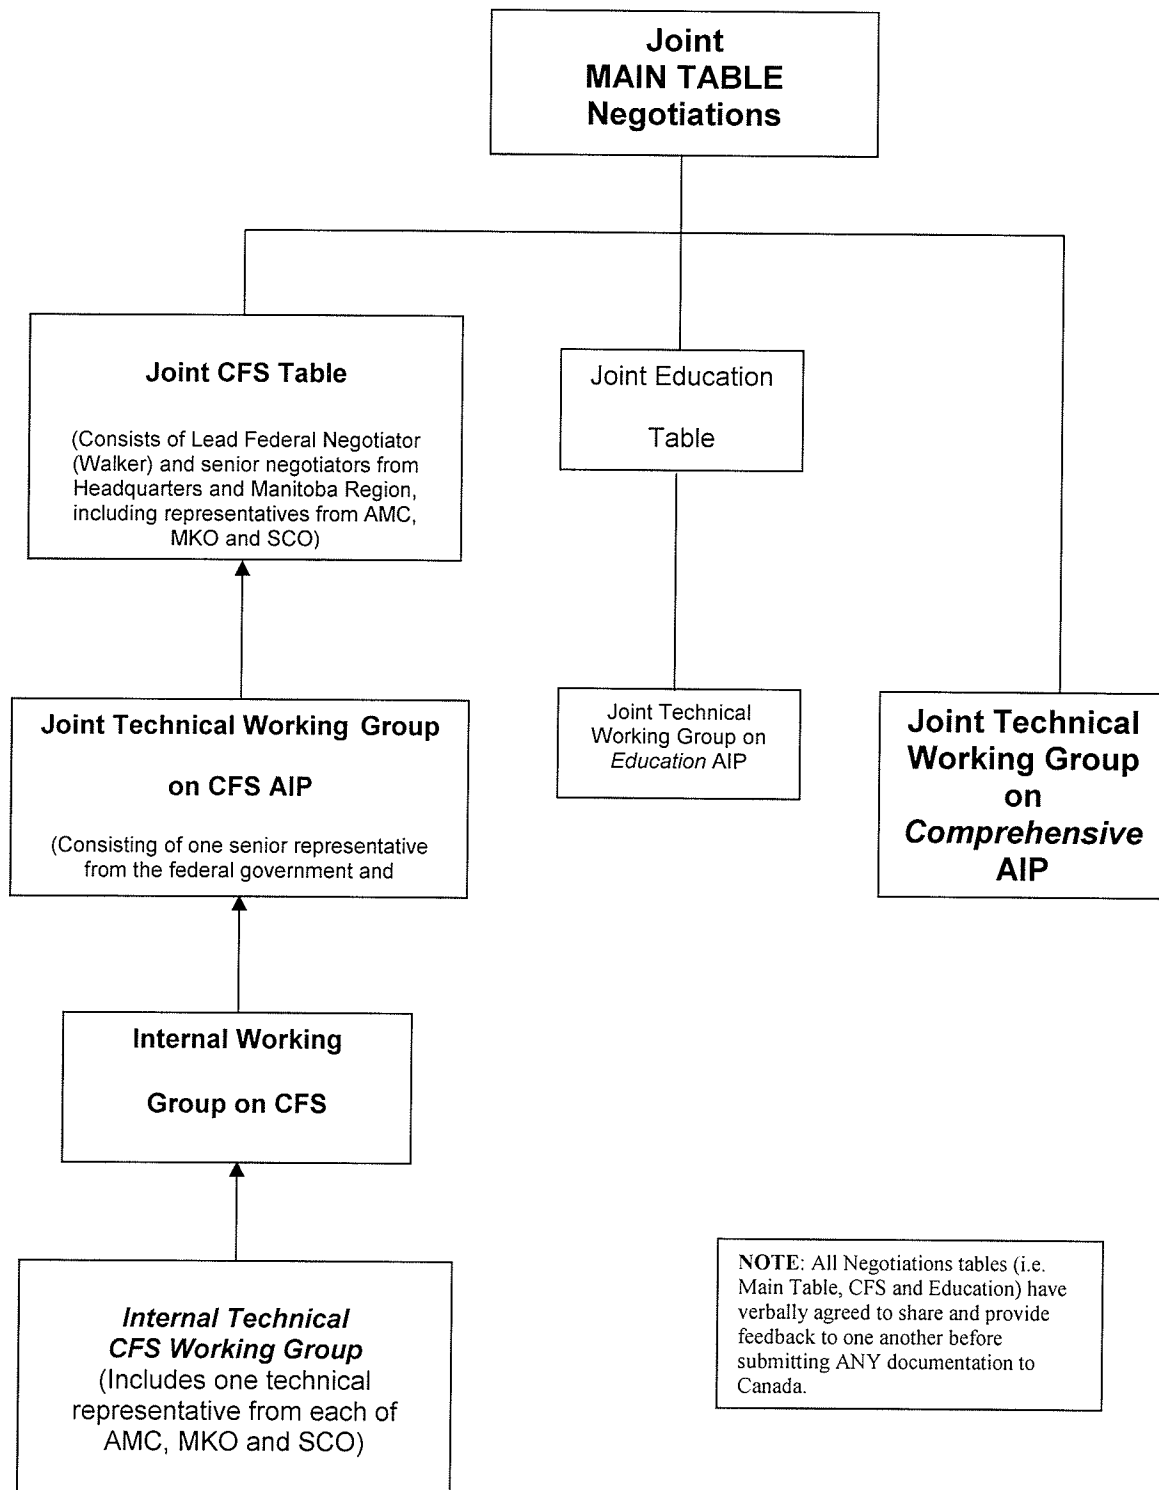 Joint
MAIN TABLE
Negotiations
Joint CFS Table
(Consists of Lead Federal Negotiator
(Walker) and senior negotiators from
Headquarters and Manitoba Region,
including representatives from AMC,
MKO and SCO)
Joint Education
Table
Joint Technical Working Group
on CFS AIP
(Consisting of one senior representative
from the federal government and
Joint Technical
Working Group on
Education AIP
Joint Technical
Working Group
on
Comprehensive
AIP
Internal Working
Group on CFS
Internal Technical
CFS Working Group
(Includes one technical
representative from each of
AMC, MKO and SCO)
NOTE: All Negotiations tables (i.e.
Main Table, CFS and Education) have
verbally agreed to share and provide
feedback to one another before
submitting ANY documentation to
Canada.